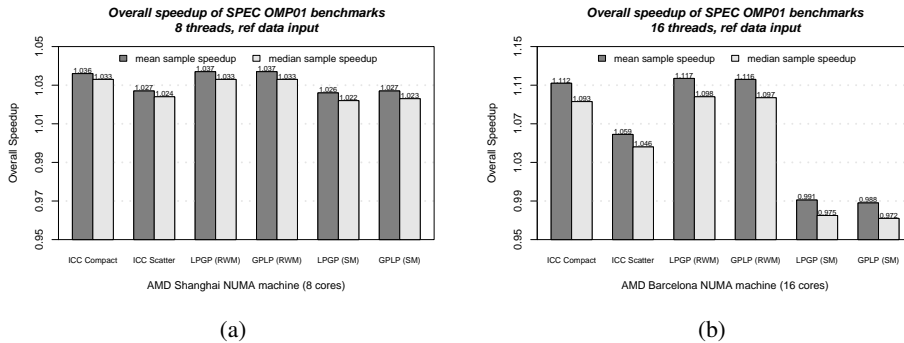 Overall speedup of SPEC OMP01 benchmarks
8 threads, ref data input
mean sample speedup
median sample speedup
Overall Speedup
1.05
1.03
1.01
0.99
0.97
0.95
1.036
1.033
1.027
1.024
1.037
1.033
1.037
1.033
1.026
1.022
1.027
1.023
ICC Compact
ICC Scatter
LPGP (RWM)
GPLP (RWM)
LPGP (SM)
GPLP (SM)
AMD Shanghai NUMA machine (8 cores)
(a)
Overall speedup of SPEC OMP01 benchmarks
16 threads, ref data input
mean sample speedup
median sample speedup
Overall Speedup
1.15
1.11
1.07
1.03
0.99
0.95
1.112
1.093
1.059
1.046
1.117
1.098
1.116
1.097
0.991
0.975
0.988
0.972
ICC Compact
ICC Scatter
LPGP (RWM)
GPLP (RWM)
LPGP (SM)
GPLP (SM)
AMD Barcelona NUMA machine (16 cores)
(b)